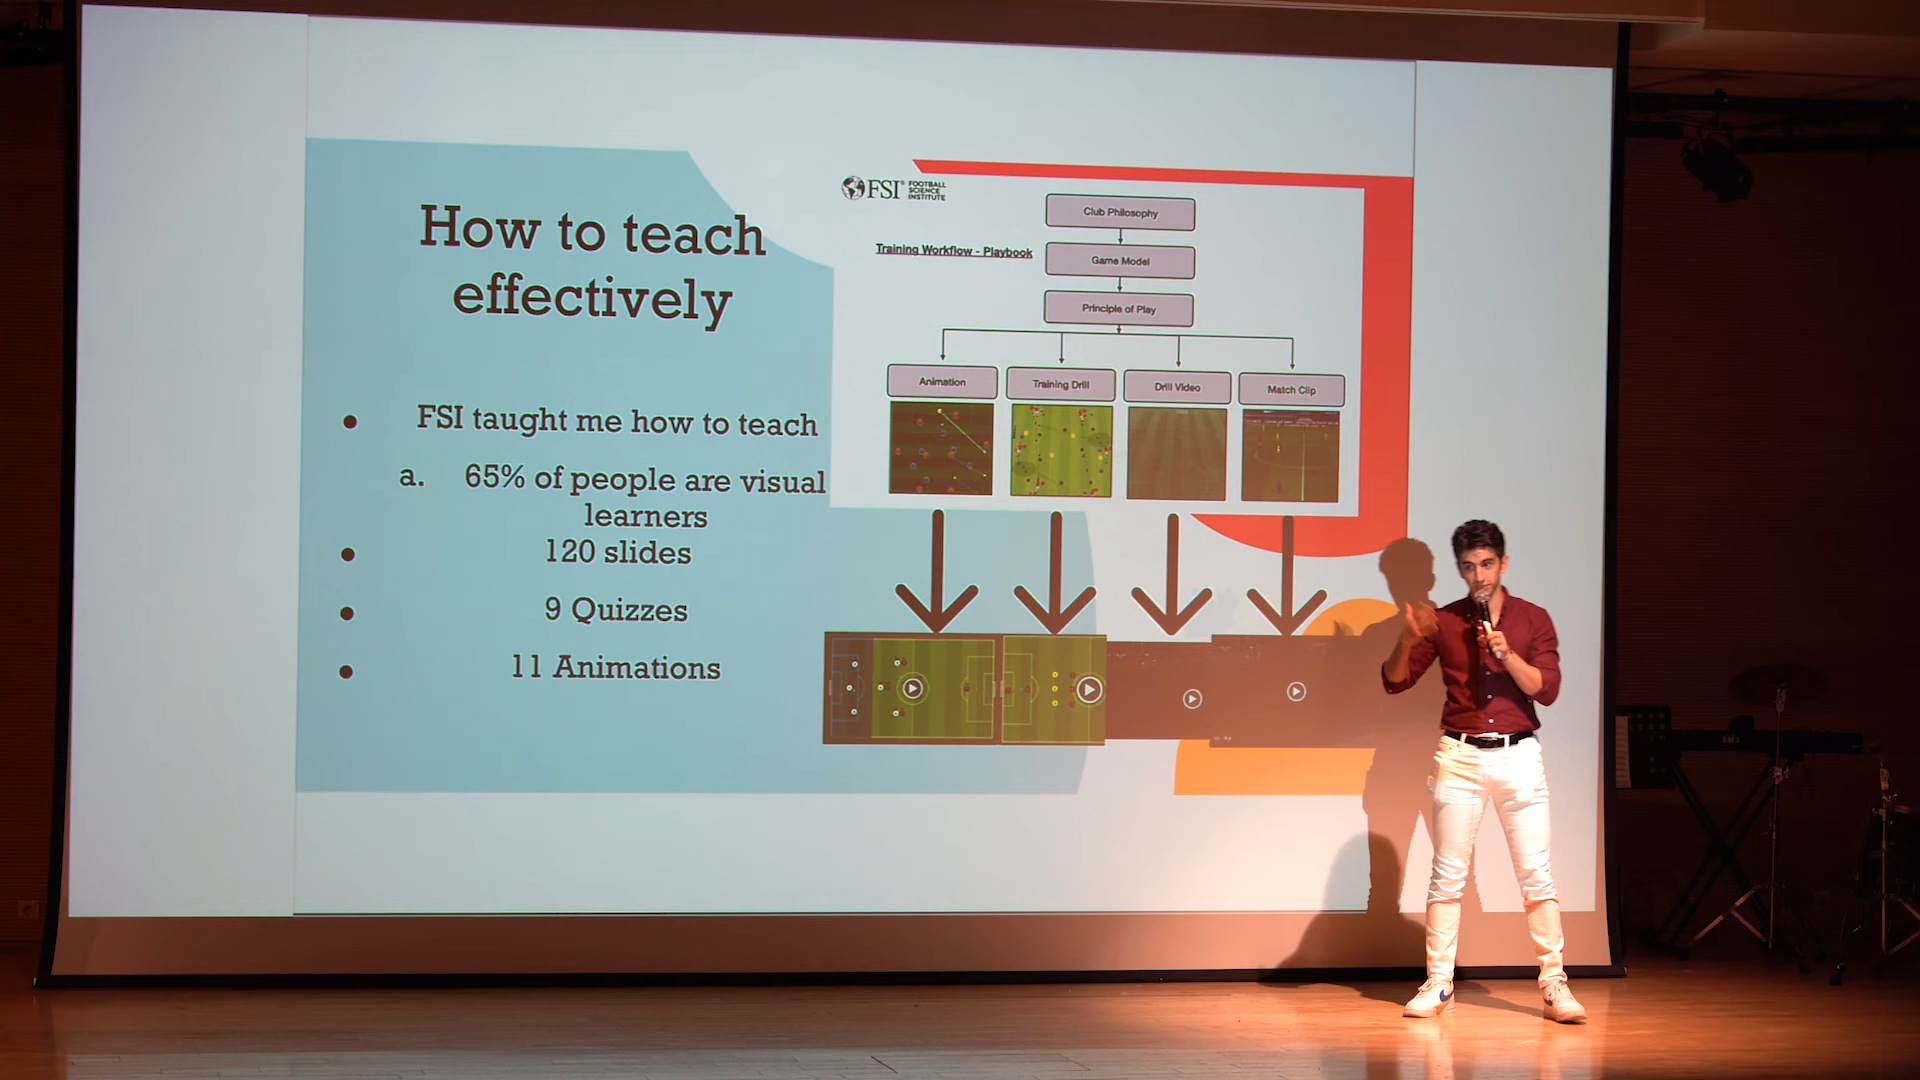 How to teach
effectively
FSI taught me how to teach
a. 65% of people are visual
learners
120 slides
9 Quizzes
11 Animations
FSI FOOTBALL
SCIENCE
INSTITUTE
Training Workflow - Playbook
Club Philosophy
Game Model
Principle of Play
Animation
Training Drill
Drill Video
Match Clip